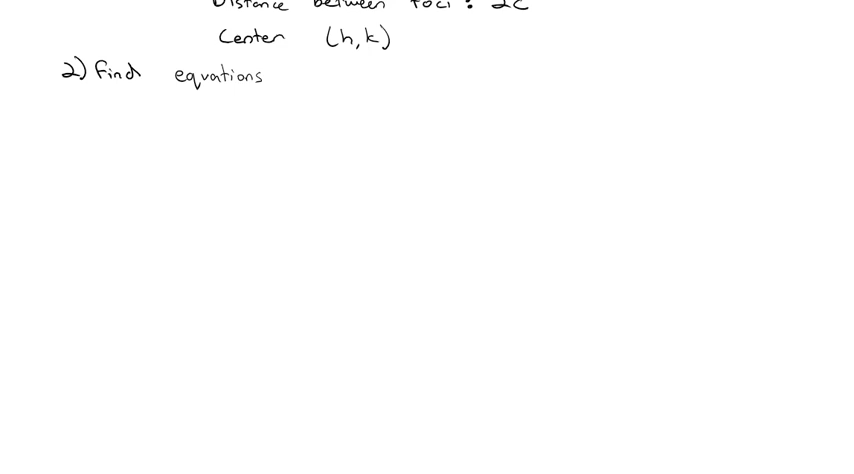 Distance between foci: 2c
Center (h,k)
2) Find equations